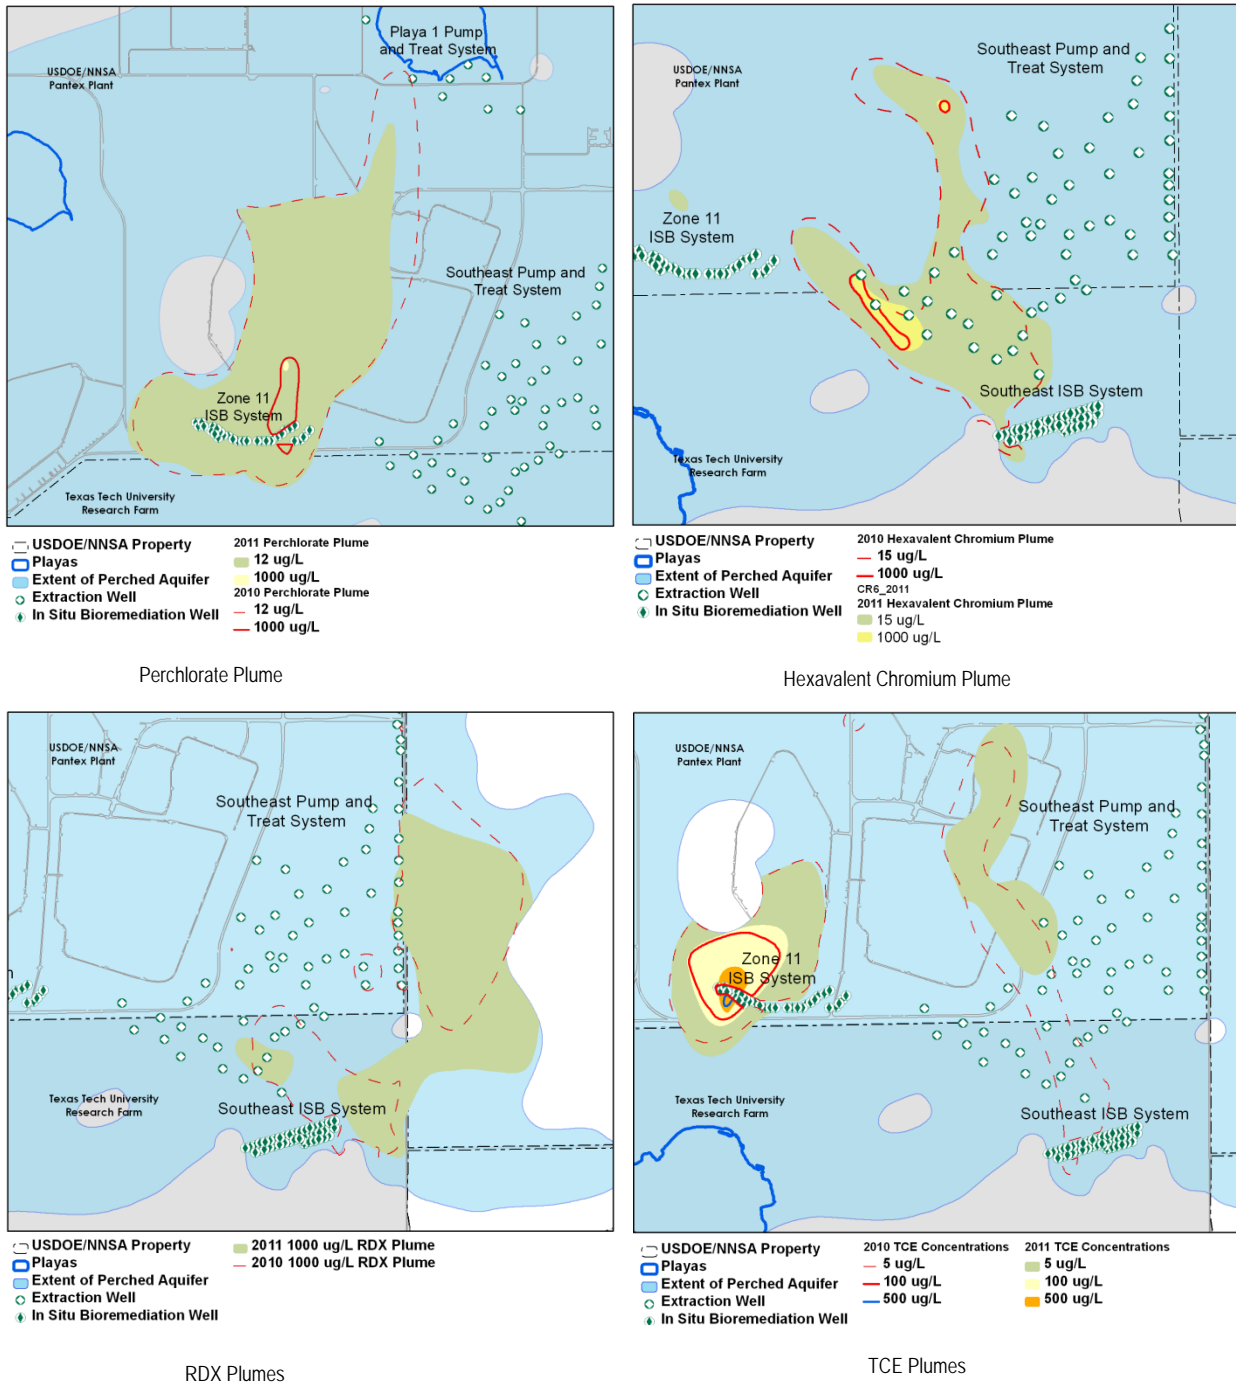 Playa 1 Pump
and Treat System
USDOE/NNSA
Pantex Plant
Southeast Pump and
Treat System
Zone 11
ISB System
Texas Tech University
Research Farm
USDOE/NNSA Property
Playas
Extent of Perched Aquifer
Extraction Well
In Situ Bioremediation Well
2011 Perchlorate Plume
12 ug/L
1000 ug/L
2010 Perchlorate Plume
12 ug/L
1000 ug/L
Perchlorate Plume
Southeast Pump and
Treat System
USDOE/NNSA
Pantex Plant
Zone 11
ISB System
Southeast ISB System
Texas Tech University
Research Farm
USDOE/NNSA Property
Playas
Extent of Perched Aquifer
Extraction Well
In Situ Bioremediation Well
2010 Hexavalent Chromium Plume
15 ug/L
1000 ug/L
CR6_2011
2011 Hexavalent Chromium Plume
15 ug/L
1000 ug/L
Hexavalent Chromium Plume
USDOE/NNSA
Pantex Plant
Southeast Pump and
Treat System
Texas Tech University
Research Farm
Southeast ISB System
USDOE/NNSA Property
Playas
Extent of Perched Aquifer
Extraction Well
In Situ Bioremediation Well
2011 1000 ug/L RDX Plume
2010 1000 ug/L RDX Plume
RDX Plumes
USDOE/NNSA
Pantex Plant
Southeast Pump and
Treat System
Zone 11
ISB System
Texas Tech University
Research Farm
Southeast ISB System
USDOE/NNSA Property
Playas
Extent of Perched Aquifer
Extraction Well
In Situ Bioremediation Well
2010 TCE Concentrations
5 ug/L
100 ug/L
500 ug/L
2011 TCE Concentrations
5 ug/L
100 ug/L
500 ug/L
TCE Plumes